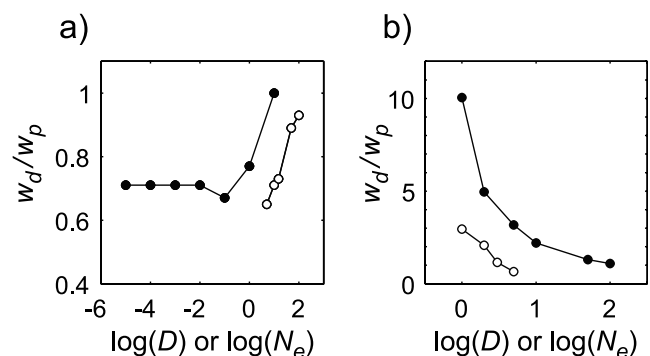 a) b)
w_d/w_p
1
0.8
0.6
0.4
-6 -4 -2 0 2
log(D) or log(N_e)
w_d/w_p
10
5
0
0 1 2
log(D) or log(N_e)